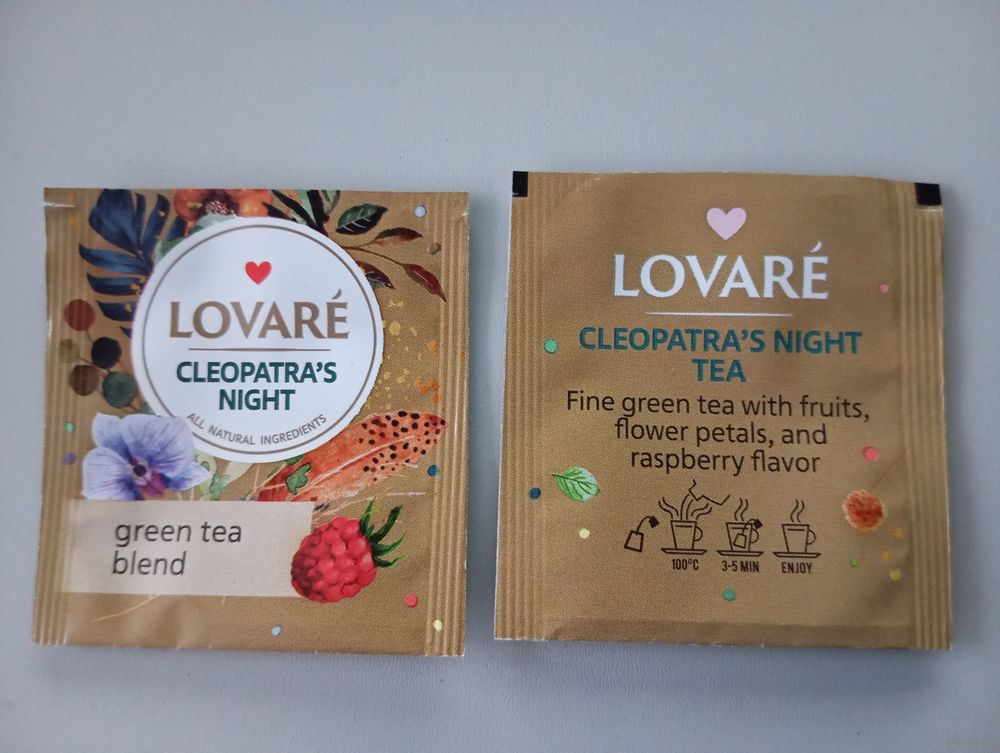 LOVARÉ
CLEOPATRA'S
NIGHT
ALL NATURAL INGREDIENTS
green tea
blend
LOVARÉ
CLEOPATRA'S NIGHT
TEA
Fine green tea with fruits,
flower petals, and
raspberry flavor
100°C 3-5 MIN ENJOY